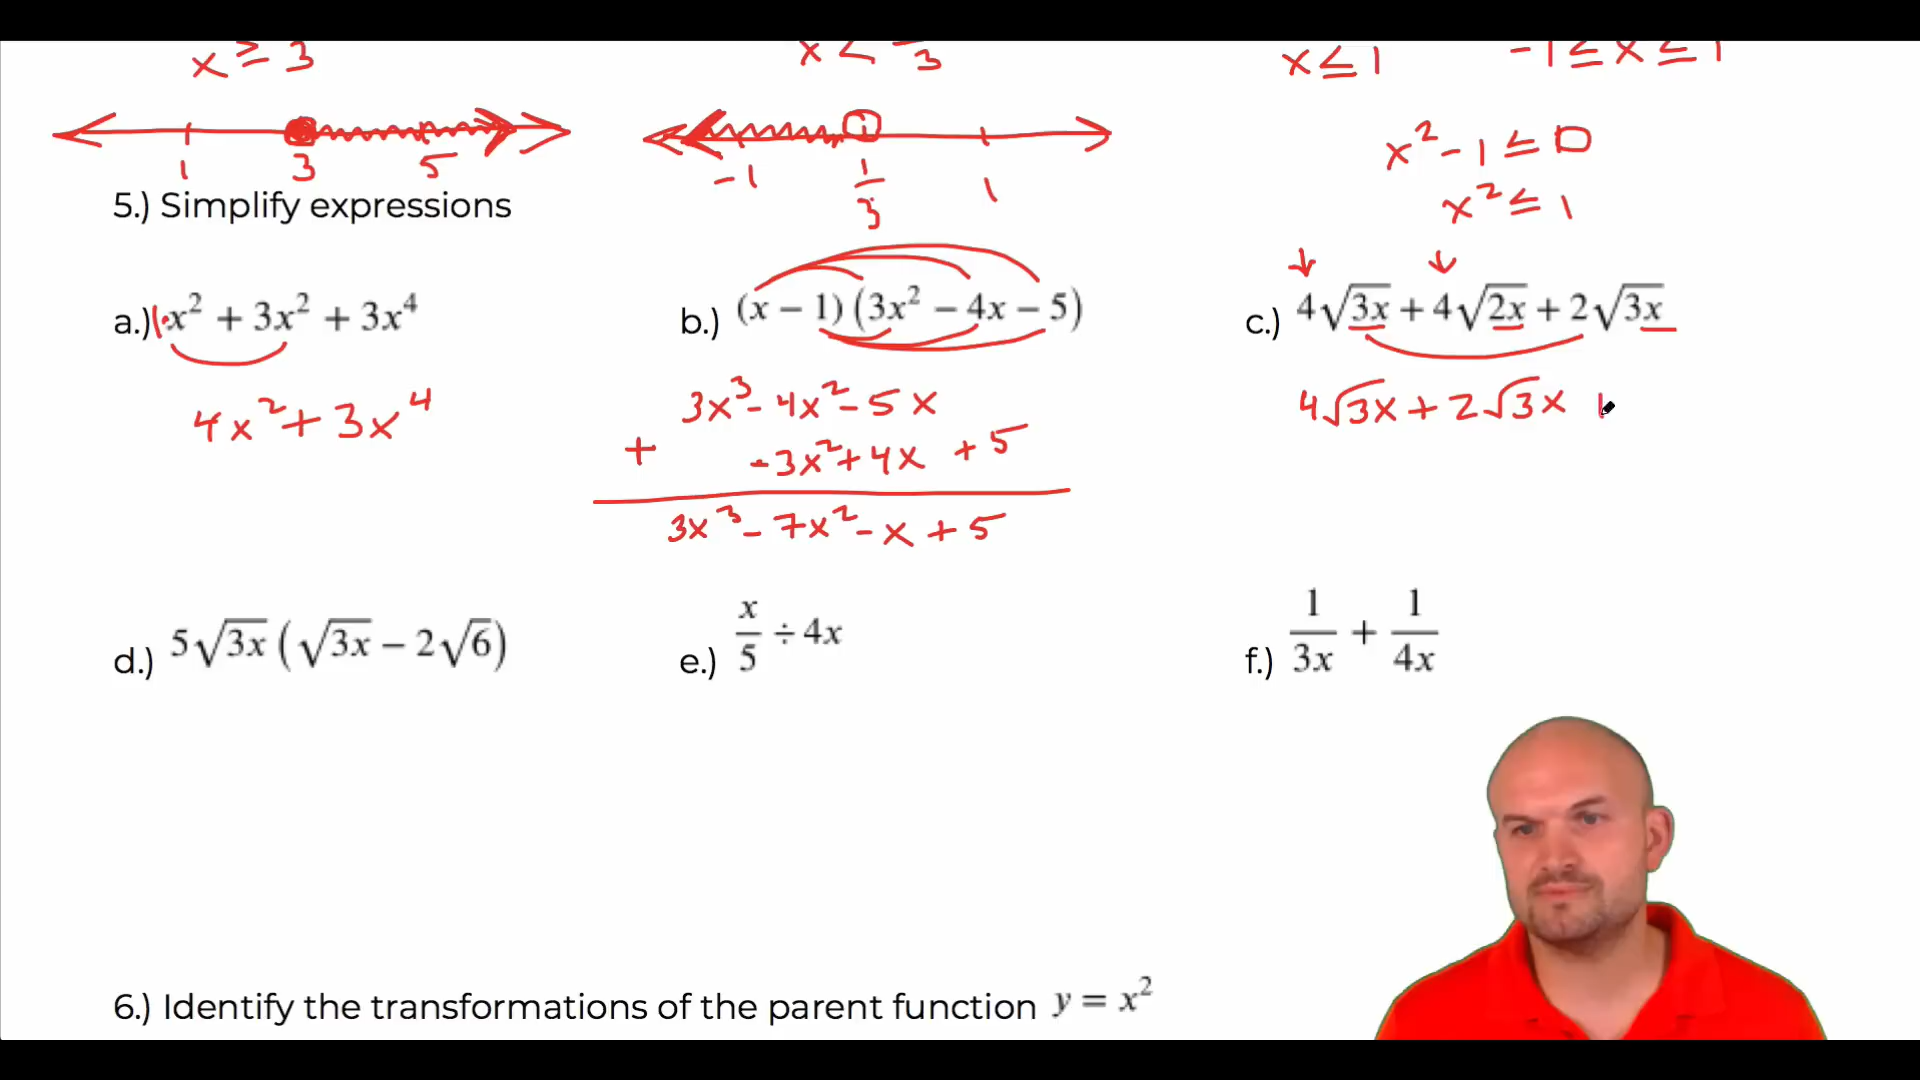 x ≥ 3
x <
3
x ≤ 1
-1 ≤ x ≤ 1
1 3 5
-1 1/3 1
x² - 1 ≤ 0
x² ≤ 1
5.) Simplify expressions
a.) 1·x² + 3x² + 3x⁴
4x² + 3x⁴
b.) (x − 1)(3x² − 4x − 5)
3x³ - 4x² - 5x
+ -3x² + 4x + 5
3x³ - 7x² - x + 5
c.) 4√3x + 4√2x + 2√3x
4√3x + 2√3x
d.) 5√3x (√3x − 2√6)
e.) x/5 ÷ 4x
f.) 1/3x + 1/4x
6.) Identify the transformations of the parent function y = x²